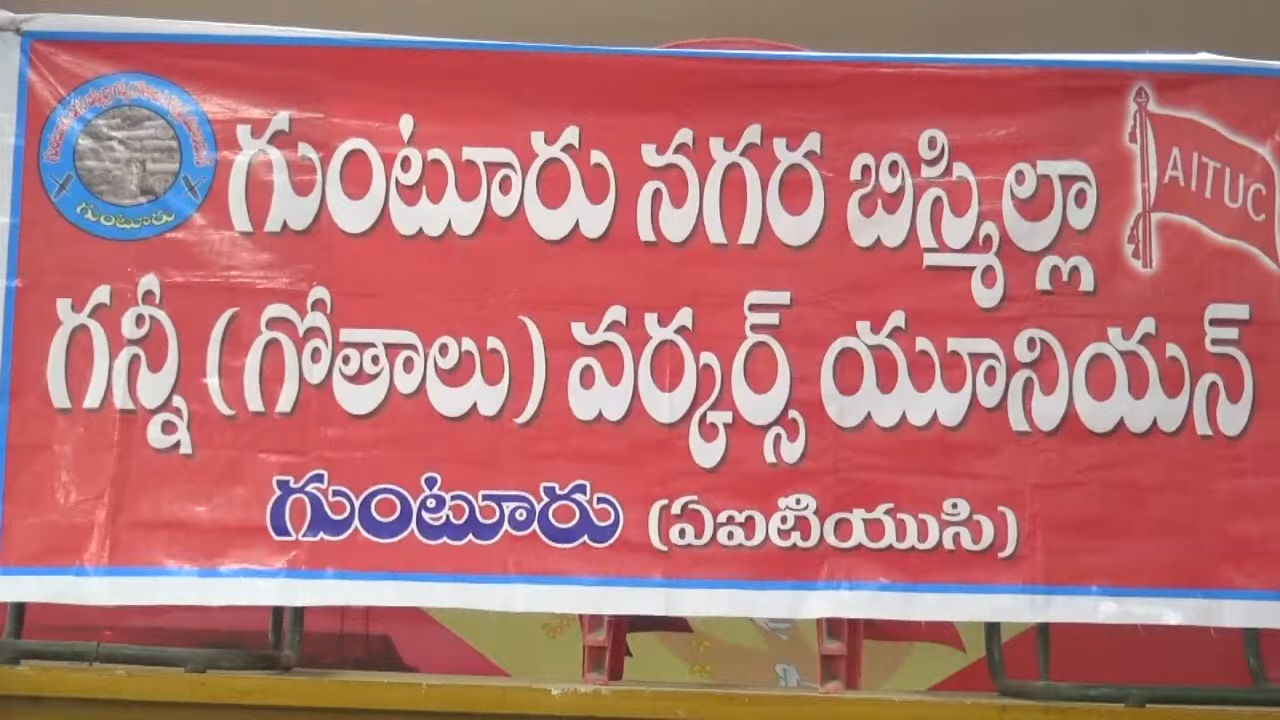 గుంటూరు నగర బిస్మిల్లా
AITUC
గన్నీ (గోతాలు) వర్కర్స్ యూనియన్
గుంటూరు (ఏఐటియుసి)
గుంటూరు